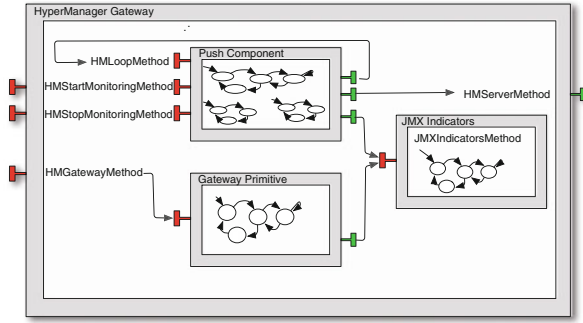 HyperManager Gateway
Push Component
HMLoopMethod
HMStartMonitoringMethod
HMServerMethod
HMStopMonitoringMethod
JMX Indicators
JMXIndicatorsMethod
HMGatewayMethod
Gateway Primitive